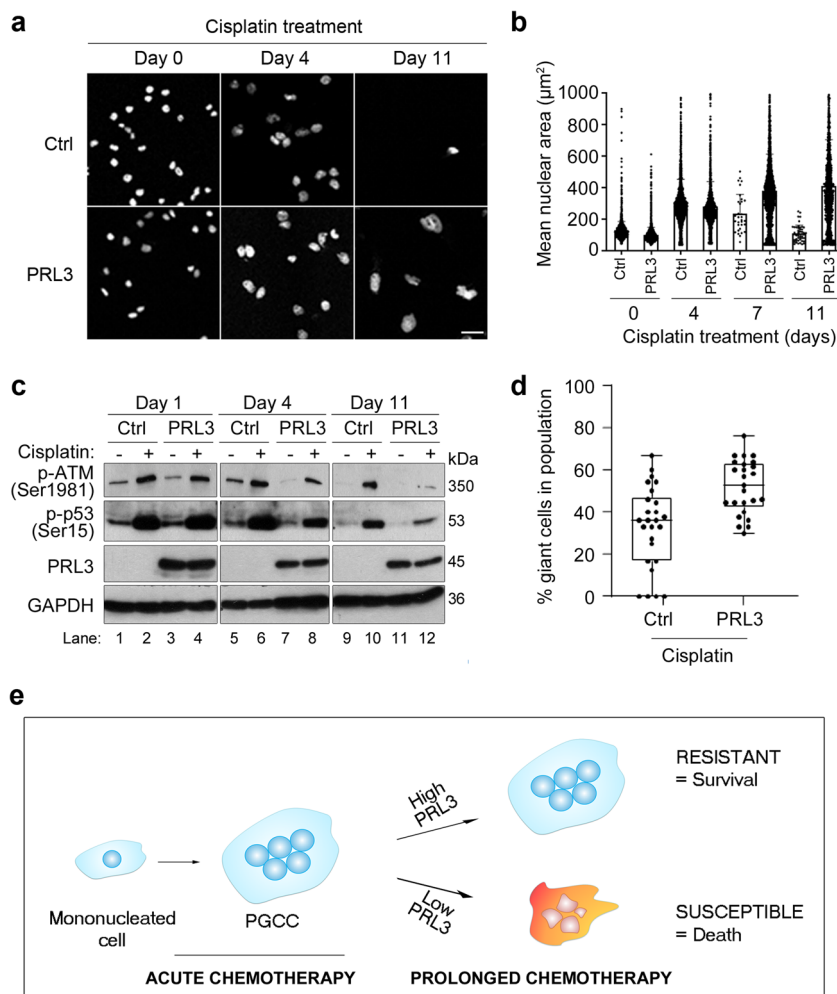 a
Cisplatin treatment
Day 0 Day 4 Day 11
Ctrl
PRL3
b
Mean nuclear area (μm²)
1000
800
600
400
200
0
Ctrl PRL3 Ctrl PRL3 Ctrl PRL3 Ctrl PRL3
0 4 7 11
Cisplatin treatment (days)
c
Day 1 Day 4 Day 11
Ctrl PRL3 Ctrl PRL3 Ctrl PRL3
Cisplatin: - + - + - + - + - + - + kDa
p-ATM
(Ser1981) 350
p-p53
(Ser15) 53
PRL3 45
GAPDH 36
Lane: 1 2 3 4 5 6 7 8 9 10 11 12
d
% giant cells in population
100
80
60
40
20
0
Ctrl PRL3
Cisplatin
e
Mononucleated
cell
PGCC
High
PRL3
Low
PRL3
RESISTANT
= Survival
SUSCEPTIBLE
= Death
ACUTE CHEMOTHERAPY PROLONGED CHEMOTHERAPY